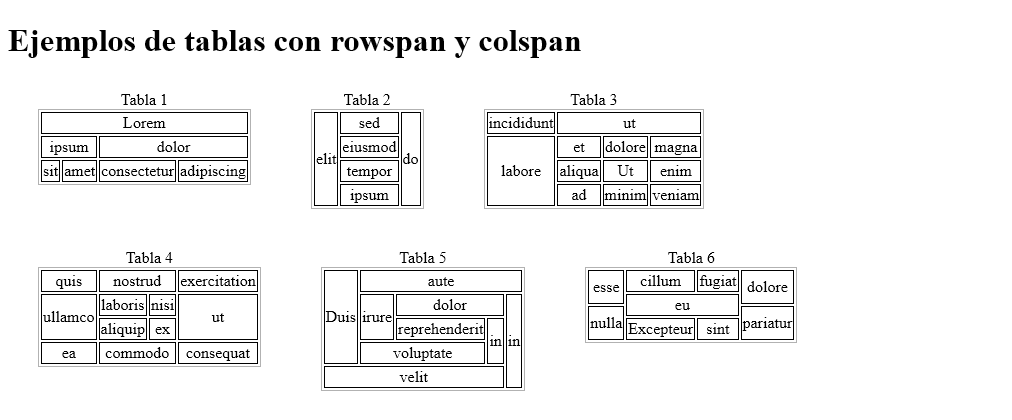 Ejemplos de tablas con rowspan y colspan
Tabla 1
Lorem
ipsum dolor
sit amet consectetur adipiscing
Tabla 2
elit sed do
eiusmod
tempor
ipsum
Tabla 3
incididunt ut
labore et dolore magna
aliqua Ut enim
ad minim veniam
Tabla 4
quis nostrud exercitation
ullamco laboris nisi ut
aliquip ex
ea commodo consequat
Tabla 5
Duis aute
irure dolor in
reprehenderit in
voluptate
velit
Tabla 6
esse cillum fugiat dolore
eu
nulla Excepteur sint pariatur